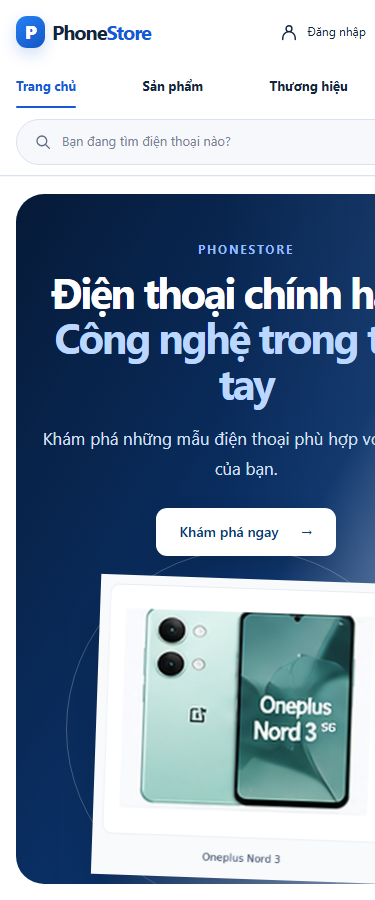 P PhoneStore
Đăng nhập
Trang chủ Sản phẩm Thương hiệu
Bạn đang tìm điện thoại nào?
PHONESTORE
Điện thoại chính h
Công nghệ trong t
tay
Khám phá những mẫu điện thoại phù hợp v
của bạn.
Khám phá ngay →
Oneplus
Nord 3 5G
Oneplus Nord 3